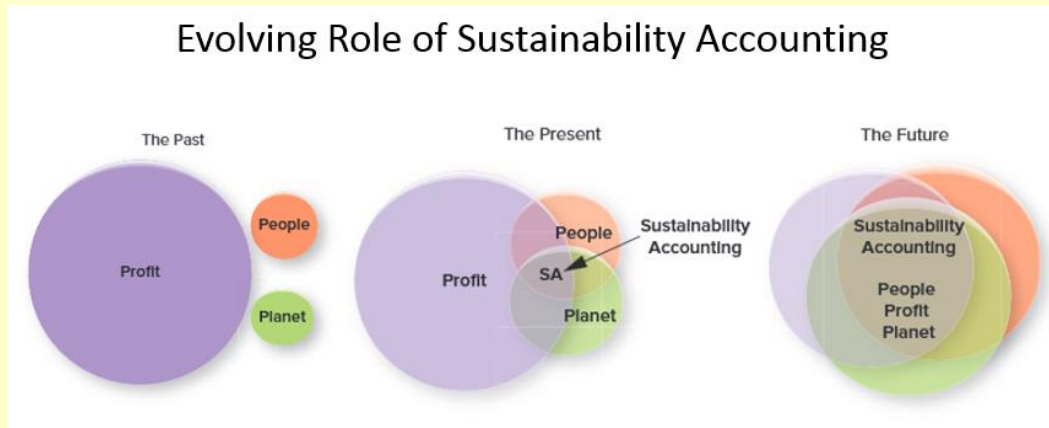 Evolving Role of Sustainability Accounting
The Past
Profit
People
Planet
The Present
Profit
People
SA
Planet
Sustainability
Accounting
The Future
Sustainability
Accounting
People
Profit
Planet